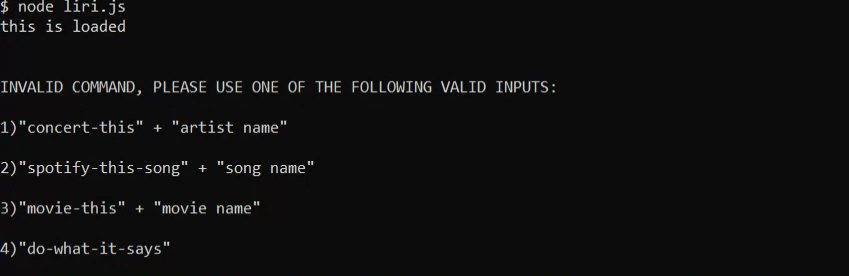 $ node liri.js
this is loaded
INVALID COMMAND, PLEASE USE ONE OF THE FOLLOWING VALID INPUTS:
1)"concert-this" + "artist name"
2)"spotify-this-song" + "song name"
3)"movie-this" + "movie name"
4)"do-what-it-says"